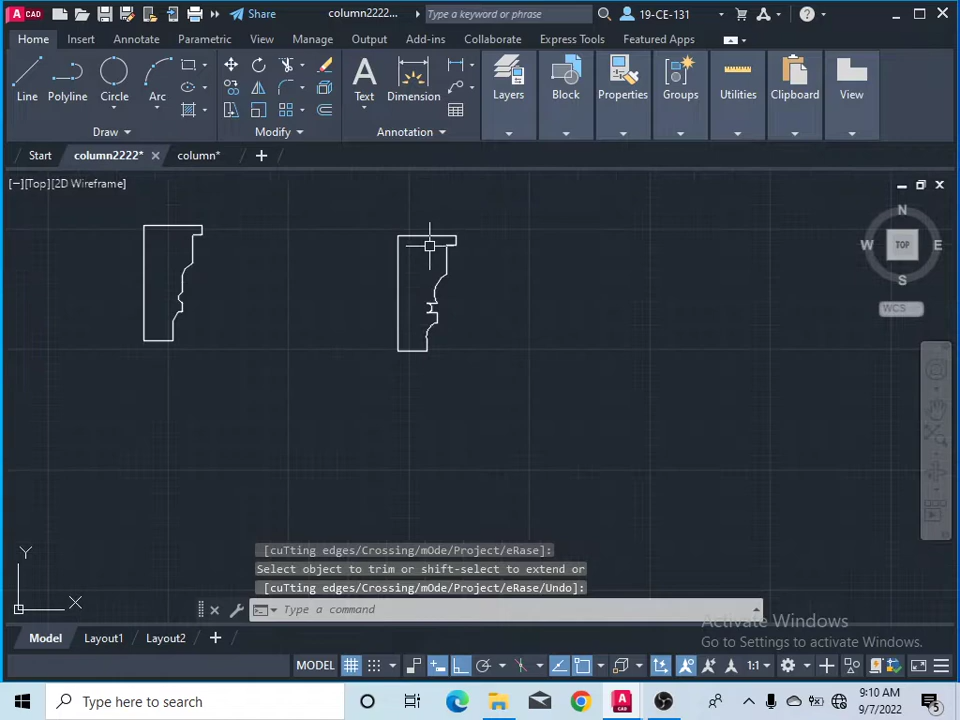 A CAD Share column2222... Type a keyword or phrase 19-CE-131
Home Insert Annotate Parametric View Manage Output Add-ins Collaborate Express Tools Featured Apps
Line Polyline Circle Arc Text Dimension Layers Block Properties Groups Utilities Clipboard View
Draw Modify Annotation
Start column2222* column*
[−][Top][2D Wireframe]
N
W TOP E
S
WCS
Y
X
[cuTting edges/Crossing/mOde/Project/eRase]:
Select object to trim or shift-select to extend or
[cuTting edges/Crossing/mOde/Project/eRase/Undo]:
Type a command
Activate Windows
Go to Settings to activate Windows.
Model Layout1 Layout2
MODEL 1:1
Type here to search
9:10 AM
9/7/2022
5